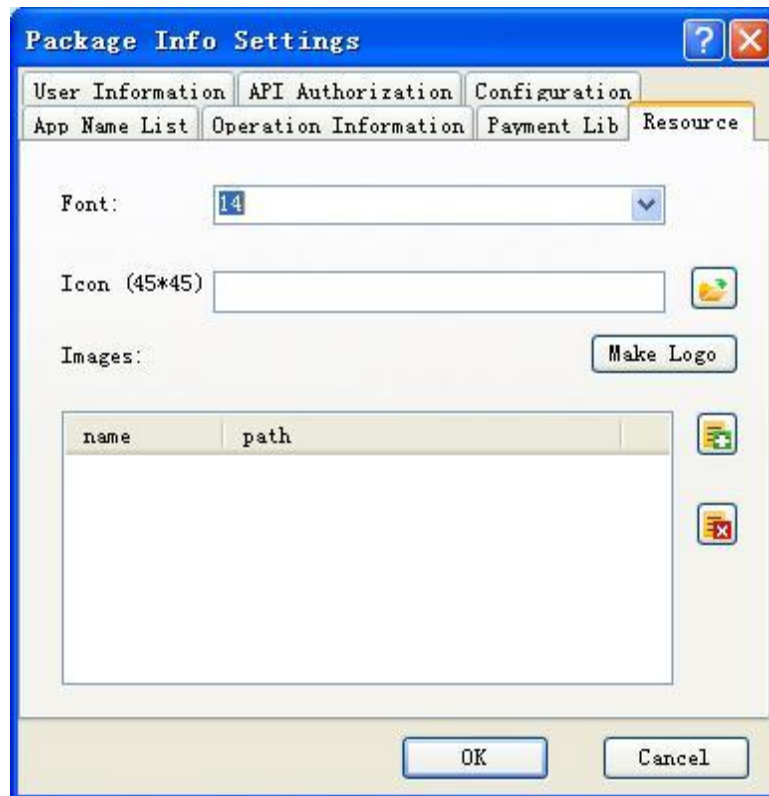 Package Info Settings
User Information API Authorization Configuration
App Name List Operation Information Payment Lib Resource
Font: 14
Icon (45*45)
Images: Make Logo
name path
OK Cancel